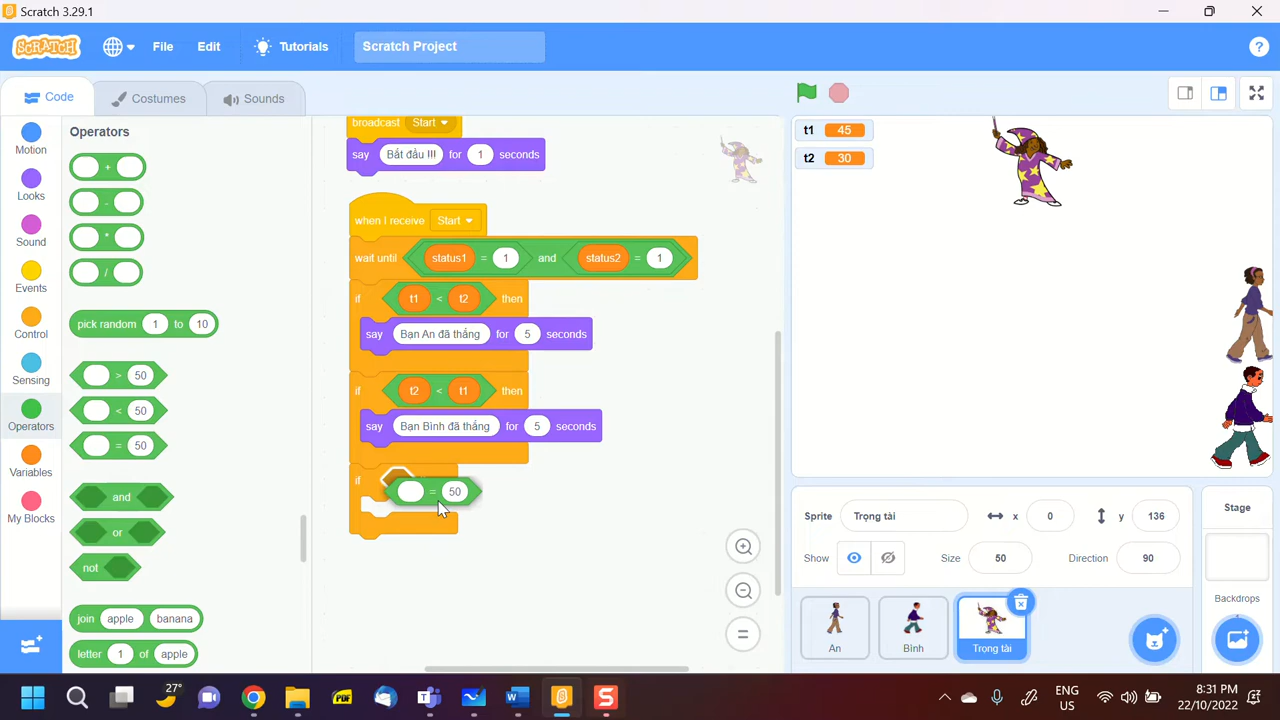 Scratch 3.29.1
SCRATCH File Edit Tutorials Scratch Project ?
Code Costumes Sounds
Motion
Looks
Sound
Events
Control
Sensing
Operators
Variables
My Blocks
Operators
+
-
*
/
pick random 1 to 10
> 50
< 50
= 50
and
or
not
join apple banana
letter 1 of apple
broadcast Start
say Bắt đầu !!! for 1 seconds
when I receive Start
wait until status1 = 1 and status2 = 1
if t1 < t2 then
say Bạn An đã thắng for 5 seconds
if t2 < t1 then
say Bạn Bình đã thắng for 5 seconds
if
= 50
t1 45
t2 30
Sprite Trọng tài x 0 y 136
Show Size 50 Direction 90
An
Bình
Trọng tài
Stage
Backdrops
27°
PDF
ENG
US
8:31 PM
22/10/2022